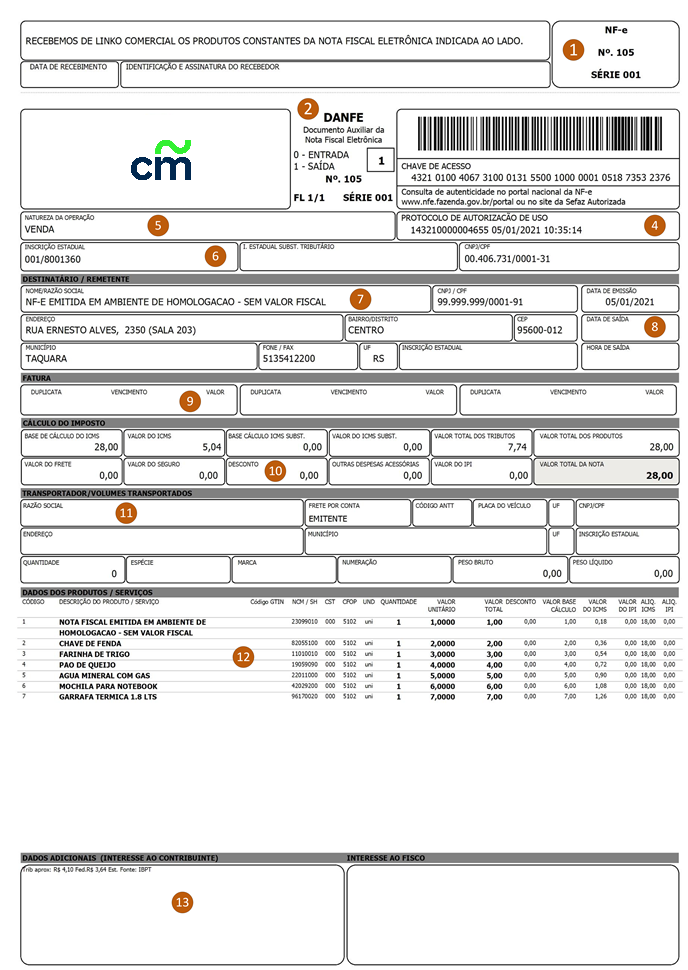 RECEBEMOS DE LINKO COMERCIAL OS PRODUTOS CONSTANTES DA NOTA FISCAL ELETRÔNICA INDICADA AO LADO.
NF-e
1
Nº. 105
SÉRIE 001
DATA DE RECEBIMENTO IDENTIFICAÇÃO E ASSINATURA DO RECEBEDOR
cm̃
2
DANFE
Documento Auxiliar da
Nota Fiscal Eletrônica
0 - ENTRADA
1 - SAÍDA
1
Nº. 105
FL 1/1 SÉRIE 001
CHAVE DE ACESSO
4321 0100 4067 3100 0131 5500 1000 0001 0518 7353 2376
Consulta de autenticidade no portal nacional da NF-e
www.nfe.fazenda.gov.br/portal ou no site da Sefaz Autorizada
NATUREZA DA OPERAÇÃO 5
VENDA
PROTOCOLO DE AUTORIZACÃO DE USO 4
143210000004655 05/01/2021 10:35:14
INSCRIÇÃO ESTADUAL 6 I. ESTADUAL SUBST. TRIBUTÁRIO CNPJ/CPF
001/8001360 00.406.731/0001-31
DESTINATÁRIO / REMETENTE
NOME/RAZÃO SOCIAL 7 CNPJ / CPF DATA DE EMISSÃO
NF-E EMITIDA EM AMBIENTE DE HOMOLOGACAO - SEM VALOR FISCAL 99.999.999/0001-91 05/01/2021
ENDEREÇO BAIRRO/DISTRITO CEP DATA DE SAÍDA 8
RUA ERNESTO ALVES, 2350 (SALA 203) CENTRO 95600-012
MUNICÍPIO FONE / FAX UF INSCRIÇÃO ESTADUAL HORA DE SAÍDA
TAQUARA 5135412200 RS
FATURA
DUPLICATA VENCIMENTO VALOR DUPLICATA VENCIMENTO VALOR DUPLICATA VENCIMENTO VALOR
9
CÁLCULO DO IMPOSTO
BASE DE CÁLCULO DO ICMS VALOR DO ICMS BASE CÁLCULO ICMS SUBST. VALOR DO ICMS SUBST. VALOR TOTAL DOS TRIBUTOS VALOR TOTAL DOS PRODUTOS
28,00 5,04 0,00 0,00 7,74 28,00
VALOR DO FRETE VALOR DO SEGURO DESCONTO 10 OUTRAS DESPESAS ACESSÓRIAS VALOR DO IPI VALOR TOTAL DA NOTA
0,00 0,00 0,00 0,00 0,00 28,00
TRANSPORTADOR/VOLUMES TRANSPORTADOS
RAZÃO SOCIAL 11 FRETE POR CONTA CÓDIGO ANTT PLACA DO VEÍCULO UF CNPJ/CPF
EMITENTE
ENDEREÇO MUNICÍPIO UF INSCRIÇÃO ESTADUAL
QUANTIDADE ESPÉCIE MARCA NUMERAÇÃO PESO BRUTO PESO LÍQUIDO
0 0,00 0,00
DADOS DOS PRODUTOS / SERVIÇOS
CÓDIGO DESCRIÇÃO DO PRODUTO / SERVIÇO Código GTIN NCM / SH CST CFOP UND QUANTIDADE VALOR VALOR DESCONTO VALOR BASE VALOR VALOR ALIQ. ALIQ.
UNITÁRIO TOTAL CÁLCULO DO ICMS DO IPI ICMS IPI
1 NOTA FISCAL EMITIDA EM AMBIENTE DE 23099010 000 5102 uni 1 1,0000 1,00 0,00 1,00 0,18 0,00 18,00 0,00
HOMOLOGACAO - SEM VALOR FISCAL
2 CHAVE DE FENDA 82055100 000 5102 uni 1 2,0000 2,00 0,00 2,00 0,36 0,00 18,00 0,00
3 FARINHA DE TRIGO 11010010 000 5102 uni 1 3,0000 3,00 0,00 3,00 0,54 0,00 18,00 0,00
12
4 PAO DE QUEIJO 19059090 000 5102 uni 1 4,0000 4,00 0,00 4,00 0,72 0,00 18,00 0,00
5 AGUA MINERAL COM GAS 22011000 000 5102 uni 1 5,0000 5,00 0,00 5,00 0,90 0,00 18,00 0,00
6 MOCHILA PARA NOTEBOOK 42029200 000 5102 uni 1 6,0000 6,00 0,00 6,00 1,08 0,00 18,00 0,00
7 GARRAFA TERMICA 1.8 LTS 96170020 000 5102 uni 1 7,0000 7,00 0,00 7,00 1,26 0,00 18,00 0,00
DADOS ADICIONAIS (INTERESSE AO CONTRIBUINTE) INTERESSE AO FISCO
Trib aprox: R$ 4,10 Fed.R$ 3,64 Est. Fonte: IBPT
13